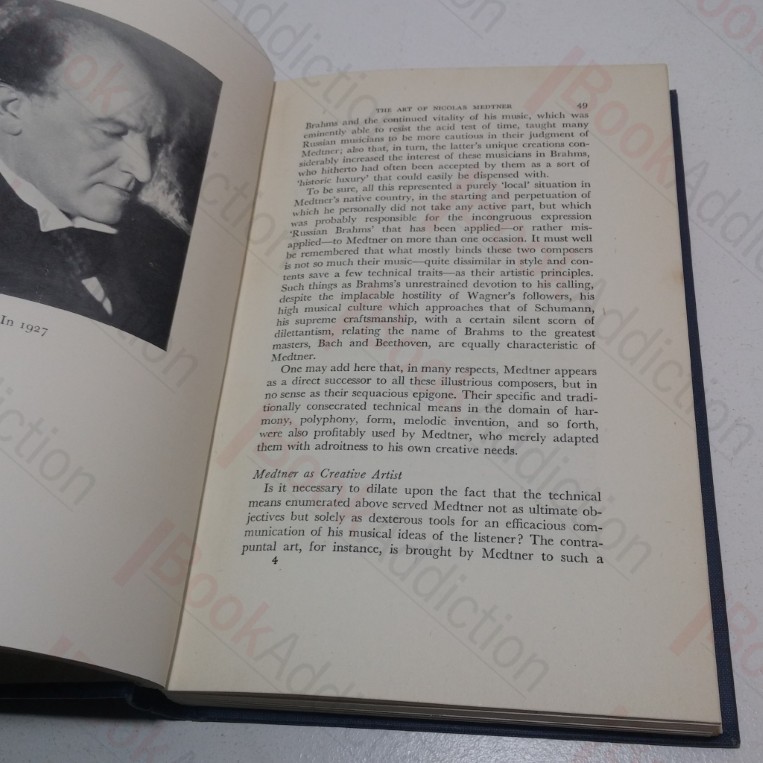 In 1927
THE ART OF NICOLAS MEDTNER 49
Brahms and the continued vitality of his music, which was
eminently able to resist the acid test of time, taught many
Russian musicians to be more cautious in their judgment of
Medtner; also that, in turn, the latter's unique creations con-
siderably increased the interest of these musicians in Brahms,
who hitherto had often been accepted by them as a sort of
'historic luxury' that could easily be dispensed with.
To be sure, all this represented a purely 'local' situation in
Medtner's native country, in the starting and perpetuation of
which he personally did not take any active part, but which
was probably responsible for the incongruous expression
'Russian Brahms' that has been applied—or rather mis-
applied—to Medtner on more than one occasion. It must well
be remembered that what mostly binds these two composers
is not so much their music—quite dissimilar in style and con-
tents save a few technical traits—as their artistic principles.
Such things as Brahms's unrestrained devotion to his calling,
despite the implacable hostility of Wagner's followers, his
high musical culture which approaches that of Schumann,
his supreme craftsmanship, with a certain silent scorn of
dilettantism, relating the name of Brahms to the greatest
masters, Bach and Beethoven, are equally characteristic of
Medtner.
One may add here that, in many respects, Medtner appears
as a direct successor to all these illustrious composers, but in
no sense as their sequacious epigone. Their specific and tradi-
tionally consecrated technical means in the domain of har-
mony, polyphony, form, melodic invention, and so forth,
were also profitably used by Medtner, who merely adapted
them with adroitness to his own creative needs.
Medtner as Creative Artist
Is it necessary to dilate upon the fact that the technical
means enumerated above served Medtner not as ultimate ob-
jectives but solely as dexterous tools for an efficacious com-
munication of his musical ideas of the listener? The contra-
puntal art, for instance, is brought by Medtner to such a
4
BookAddiction